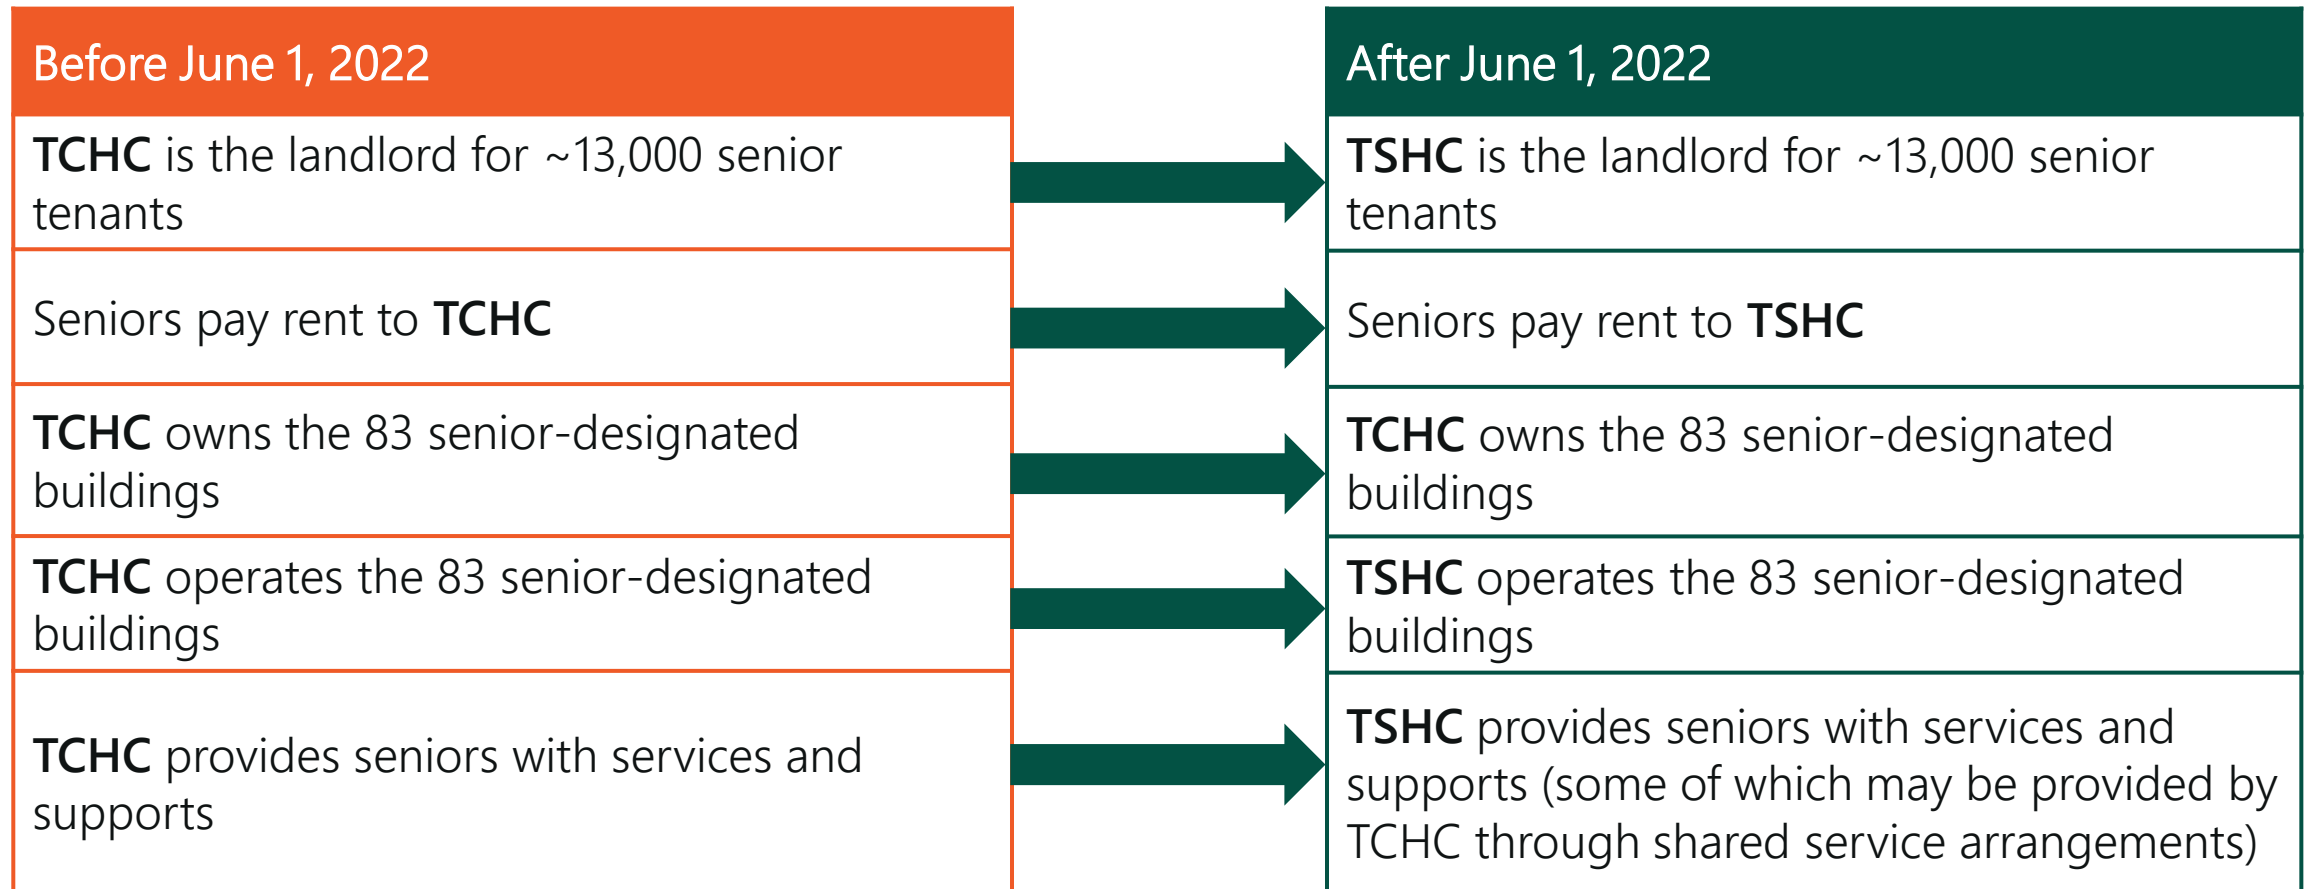 Before June 1, 2022
After June 1, 2022
TCHC is the landlord for ~13,000 senior
tenants
TSHC is the landlord for ~13,000 senior
tenants
Seniors pay rent to TCHC
Seniors pay rent to TSHC
TCHC owns the 83 senior-designated
buildings
TCHC owns the 83 senior-designated
buildings
TCHC operates the 83 senior-designated
buildings
TSHC operates the 83 senior-designated
buildings
TCHC provides seniors with services and
supports
TSHC provides seniors with services and
supports (some of which may be provided by
TCHC through shared service arrangements)